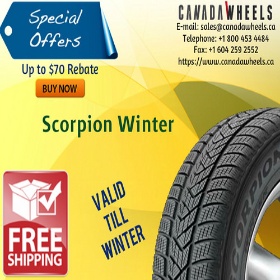 Special
Offers
CANADAWHEELS
E-mail: sales@canadawheels.ca
Telephone: +1 800 453 4484
Fax: +1 604 259 2552
https://www.canadawheels.ca
Up to $70 Rebate
BUY NOW
Scorpion Winter
FREE
SHIPPING
VALID
TILL
WINTER
SCORPION